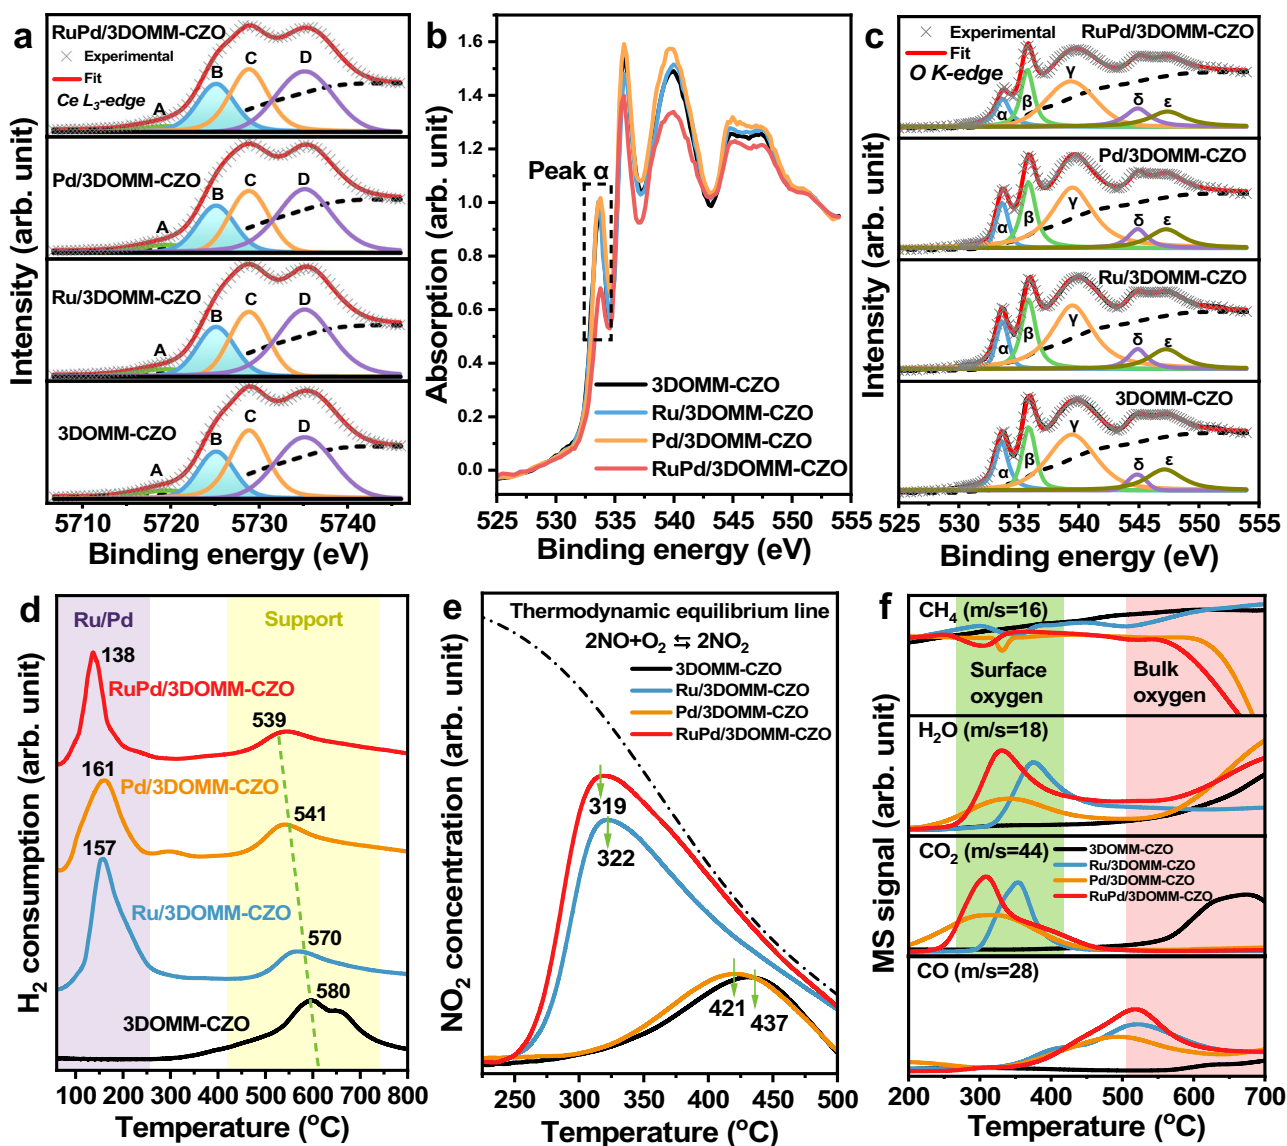 a
RuPd/3DOMM-CZO
Experimental
Fit
Ce L3-edge
A
B
C
D
Pd/3DOMM-CZO
A
B
C
D
Ru/3DOMM-CZO
A
B
C
D
3DOMM-CZO
A
B
C
D
Intensity (arb. unit)
5710 5720 5730 5740
Binding energy (eV)
b
1.6
1.4
1.2
1.0
0.8
0.6
0.4
0.2
0.0
Absorption (arb. unit)
Peak α
3DOMM-CZO
Ru/3DOMM-CZO
Pd/3DOMM-CZO
RuPd/3DOMM-CZO
525 530 535 540 545 550 555
Binding energy (eV)
c
Experimental
RuPd/3DOMM-CZO
Fit
O K-edge
α
β
γ
δ
ε
Pd/3DOMM-CZO
α
β
γ
δ
ε
Ru/3DOMM-CZO
α
β
γ
δ
ε
3DOMM-CZO
α
β
γ
δ
ε
Intensity (arb. unit)
525 530 535 540 545 550 555
Binding energy (eV)
d
Ru/Pd
Support
138
RuPd/3DOMM-CZO
539
161
Pd/3DOMM-CZO
541
157
Ru/3DOMM-CZO
570
580
3DOMM-CZO
H2 consumption (arb. unit)
100 200 300 400 500 600 700 800
Temperature (oC)
e
Thermodynamic equilibrium line
2NO+O2 ⇆ 2NO2
3DOMM-CZO
Ru/3DOMM-CZO
Pd/3DOMM-CZO
RuPd/3DOMM-CZO
319
322
421
437
NO2 concentration (arb. unit)
250 300 350 400 450 500
Temperature (oC)
f
CH4 (m/s=16)
Surface
oxygen
Bulk
oxygen
H2O (m/s=18)
CO2 (m/s=44)
3DOMM-CZO
Ru/3DOMM-CZO
Pd/3DOMM-CZO
RuPd/3DOMM-CZO
CO (m/s=28)
MS signal (arb. unit)
200 300 400 500 600 700
Temperature (oC)